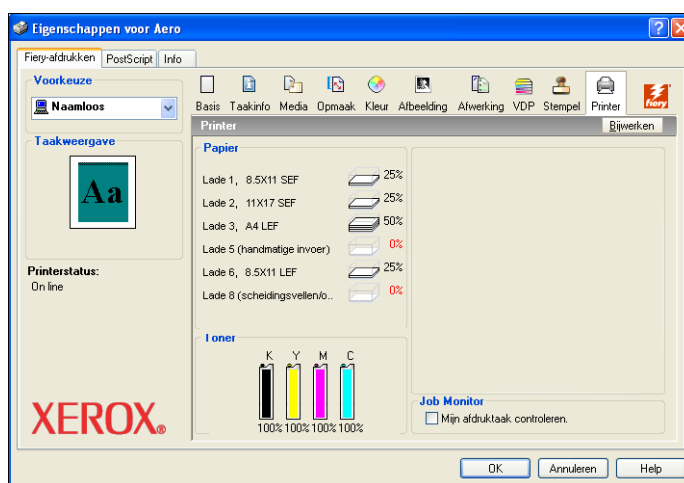 Eigenschappen voor Aero
Fiery-afdrukken PostScript Info
Voorkeuze
Naamloos
Taakweergave
Aa
Printerstatus:
On line
XEROX®
Basis Taakinfo Media Opmaak Kleur Afbeelding Afwerking VDP Stempel Printer
fiery
Printer Bijwerken
Papier
Lade 1, 8.5X11 SEF 25%
Lade 2, 11X17 SEF 25%
Lade 3, A4 LEF 50%
Lade 5 (handmatige invoer) 0%
Lade 6, 8.5X11 LEF 25%
Lade 8 (scheidingsvellen/o.. 0%
Toner
K Y M C
100% 100% 100% 100%
Job Monitor
Mijn afdruktaak controleren.
OK Annuleren Help